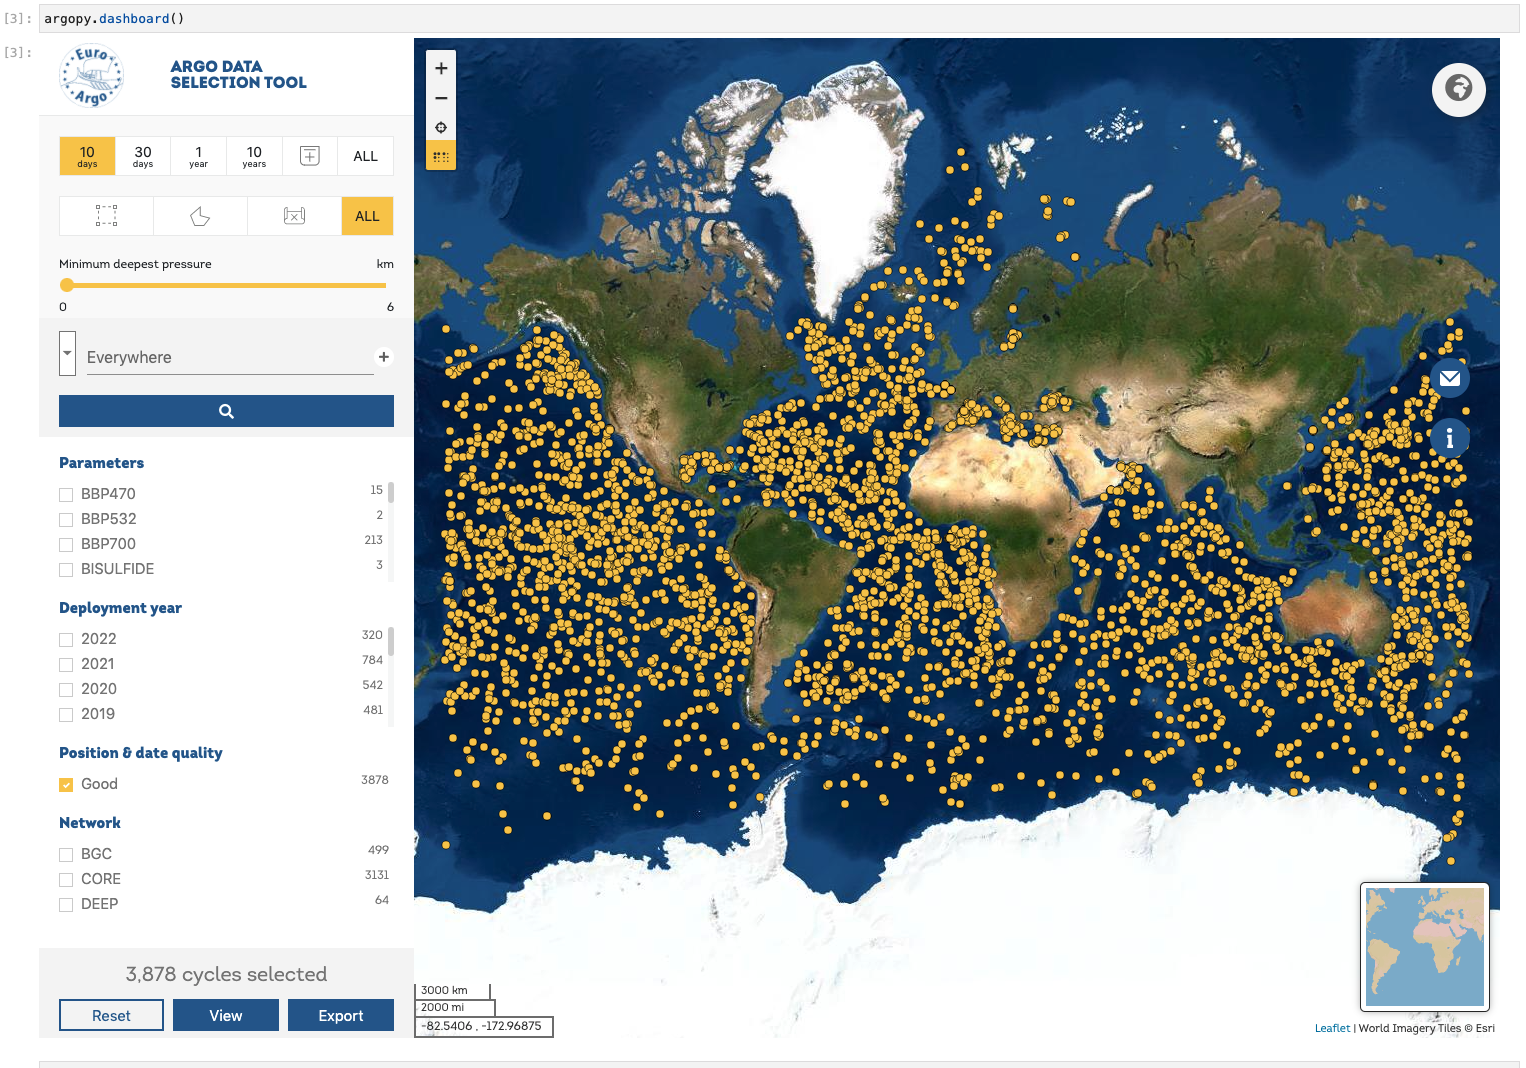 [3]: argopy.dashboard()
[3]:
Euro
Argo
ARGO DATA
SELECTION TOOL
10 days
30 days
1 year
10 years
ALL
ALL
Minimum deepest pressure km
0 6
Everywhere
Parameters
BBP470 15
BBP532 2
BBP700 213
BISULFIDE 3
Deployment year
2022 320
2021 784
2020 542
2019 481
Position & date quality
Good 3878
Network
BGC 499
CORE 3131
DEEP 64
3,878 cycles selected
Reset View Export
3000 km
2000 mi
-82.5406 , -172.96875
Leaflet | World Imagery Tiles © Esri